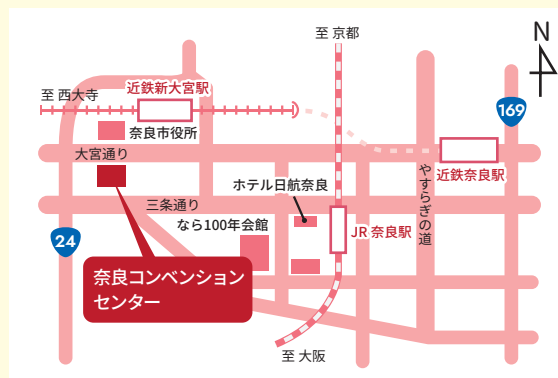 至 京都
N
近鉄新大宮駅
至 西大寺
169
奈良市役所
大宮通り
近鉄奈良駅
やすらぎの道
ホテル日航奈良
三条通り
なら100年会館
JR 奈良駅
24
奈良コンベンション
センター
至 大阪